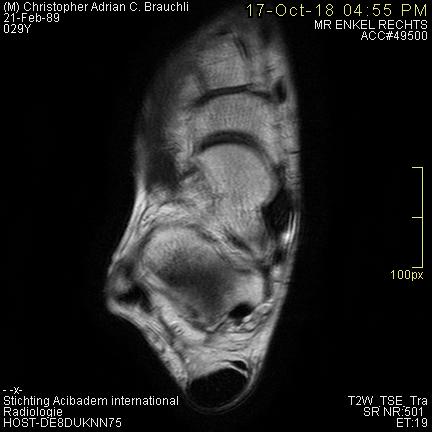 (M) Christopher Adrian C. Brauchli
21-Feb-89
029Y
17-Oct-18 04:55 PM
MR ENKEL RECHTS
ACC#49500
100px
--x-
Stichting Acibadem international
Radiologie
HOST-DE8DUKNN75
T2W_TSE_Tra
SR NR:501
ET:19